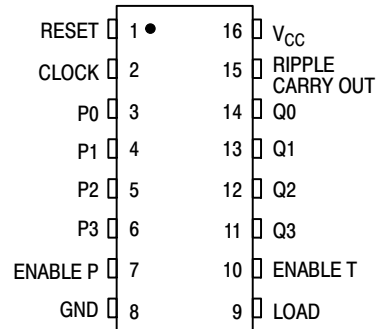 RESET 1 16 VCC
CLOCK 2 15 RIPPLE CARRY OUT
P0 3 14 Q0
P1 4 13 Q1
P2 5 12 Q2
P3 6 11 Q3
ENABLE P 7 10 ENABLE T
GND 8 9 LOAD